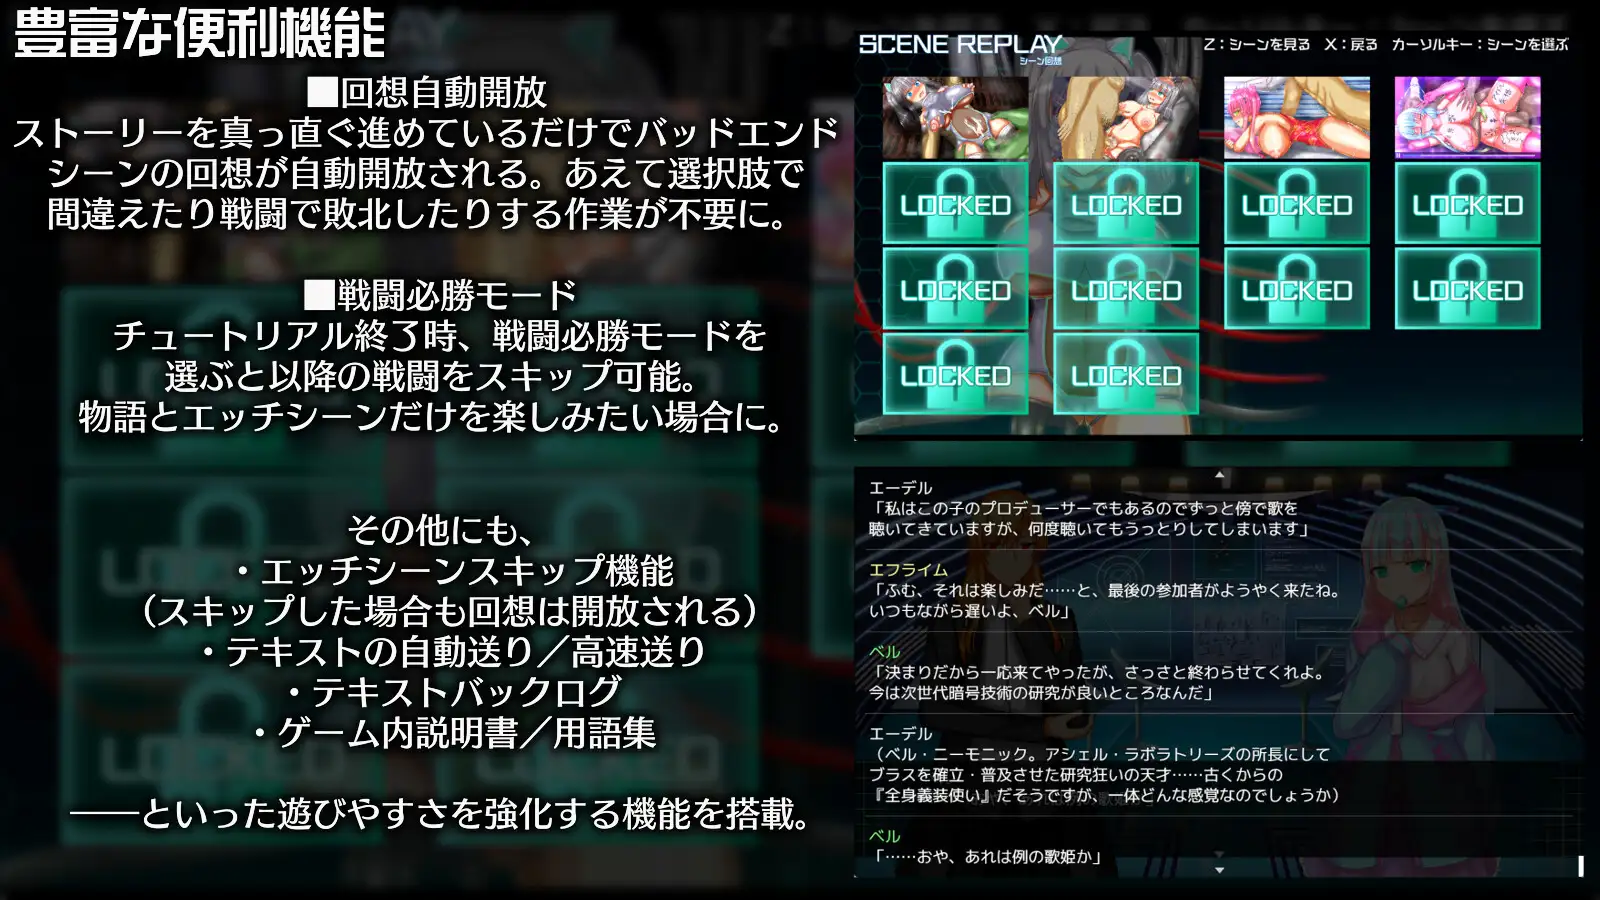 豊富な便利機能
■回想自動開放
ストーリーを真っ直ぐ進めているだけでバッドエンド
シーンの回想が自動開放される。あえて選択肢で
間違えたり戦闘で敗北したりする作業が不要に。
■戦闘必勝モード
チュートリアル終了時、戦闘必勝モードを
選ぶと以降の戦闘をスキップ可能。
物語とエッチシーンだけを楽しみたい場合に。
その他にも、
・エッチシーンスキップ機能
（スキップした場合も回想は開放される）
・テキストの自動送り／高速送り
・テキストバックログ
・ゲーム内説明書／用語集
――といった遊びやすさを強化する機能を搭載。
SCENE REPLAY
シーン回想
Z：シーンを見る　X：戻る　カーソルキー：シーンを選ぶ
LOCKED LOCKED LOCKED LOCKED
LOCKED LOCKED LOCKED LOCKED
LOCKED LOCKED
エーデル
「私はこの子のプロデューサーでもあるのでずっと傍で歌を
聴いてきていますが、何度聴いてもうっとりしてしまいます」
エフライム
「ふむ、それは楽しみだ……と、最後の参加者がようやく来たね。
いつもながら遅いよ、ベル」
ベル
「決まりだから一応来てやったが、さっさと終わらせてくれよ。
今は次世代暗号技術の研究が良いところなんだ」
エーデル
（ベル・ニーモニック。アシェル・ラボラトリーズの所長にして
ブラスを確立・普及させた研究狂いの天才……古くからの
『全身義装使い』だそうですが、一体どんな感覚なのでしょうか）
ベル
「……おや、あれは例の歌姫か」